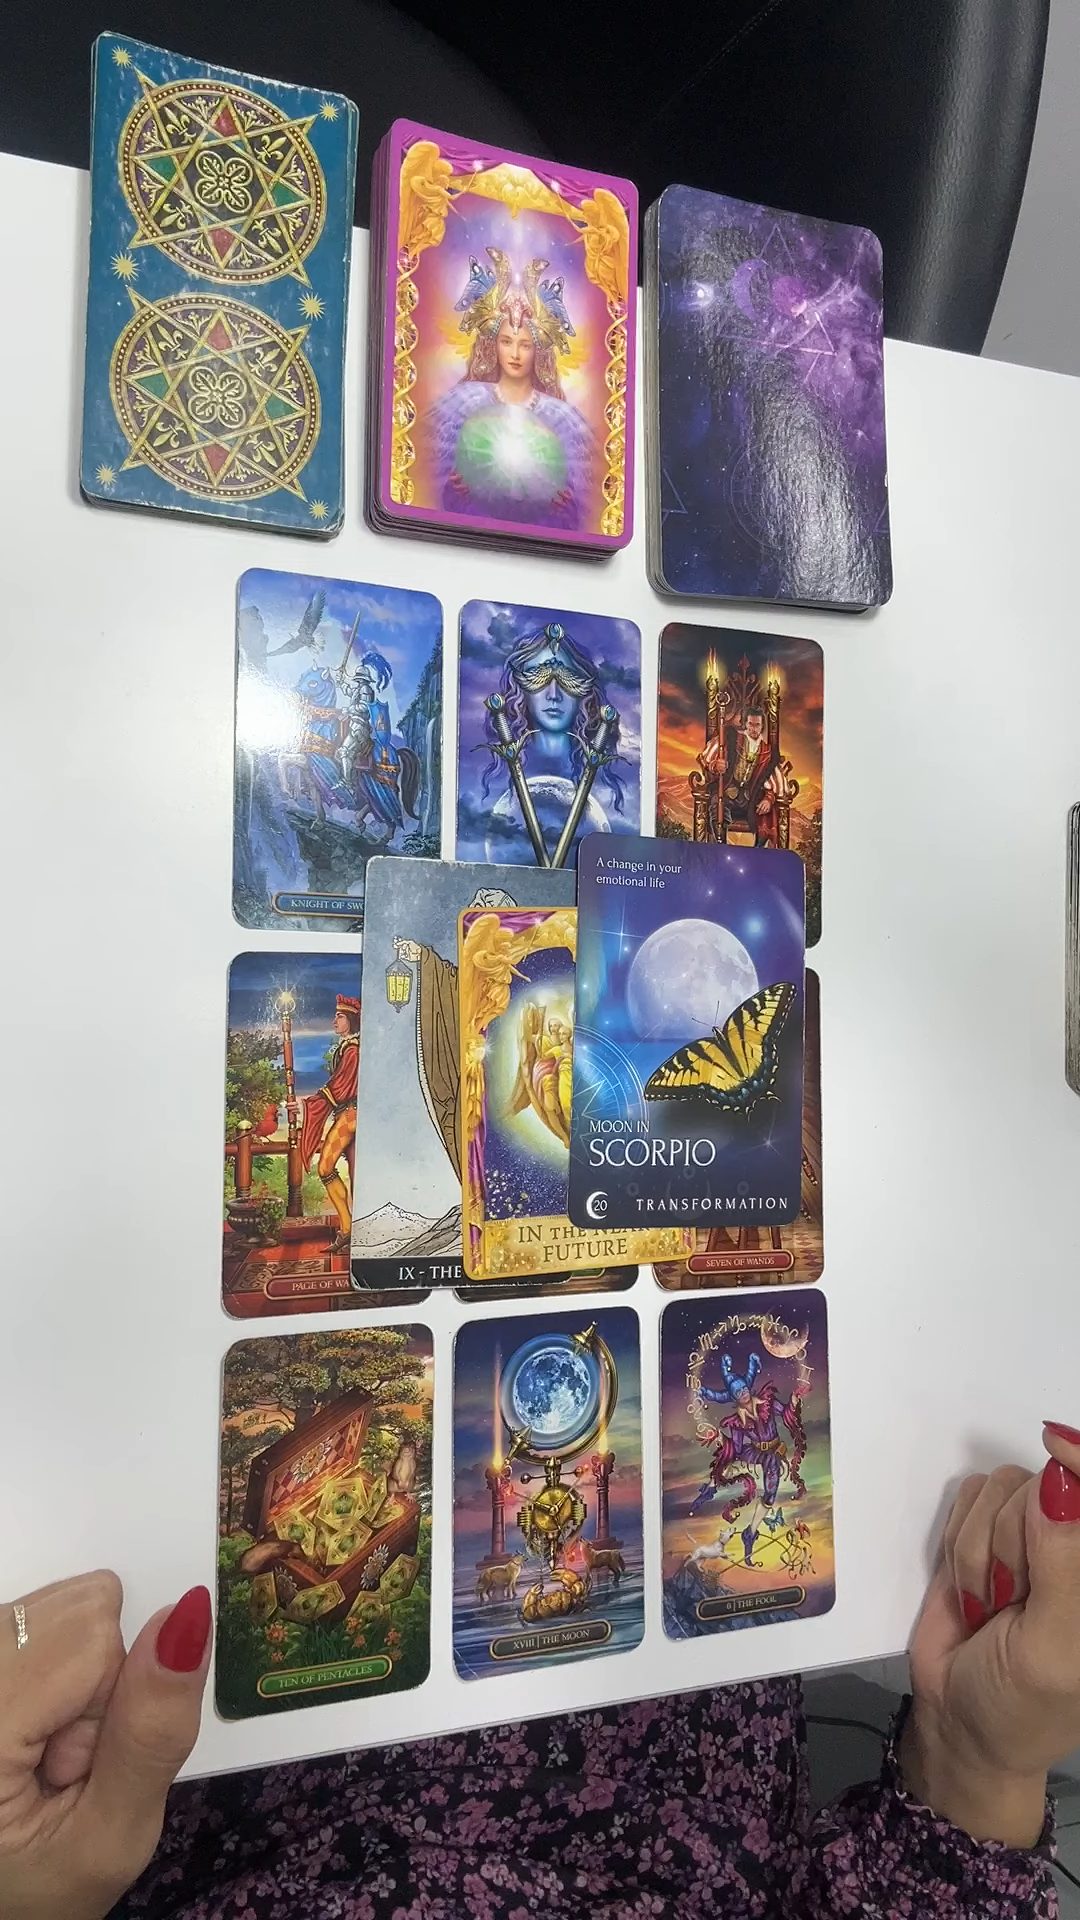 KNIGHT OF SWO
A change in your
emotional life
MOON IN
SCORPIO
20 TRANSFORMATION
IN THE NEAR
FUTURE
PAGE OF WA
IX - THE
SEVEN OF WANDS
TEN OF PENTACLES
XVIII | THE MOON
0 | THE FOOL